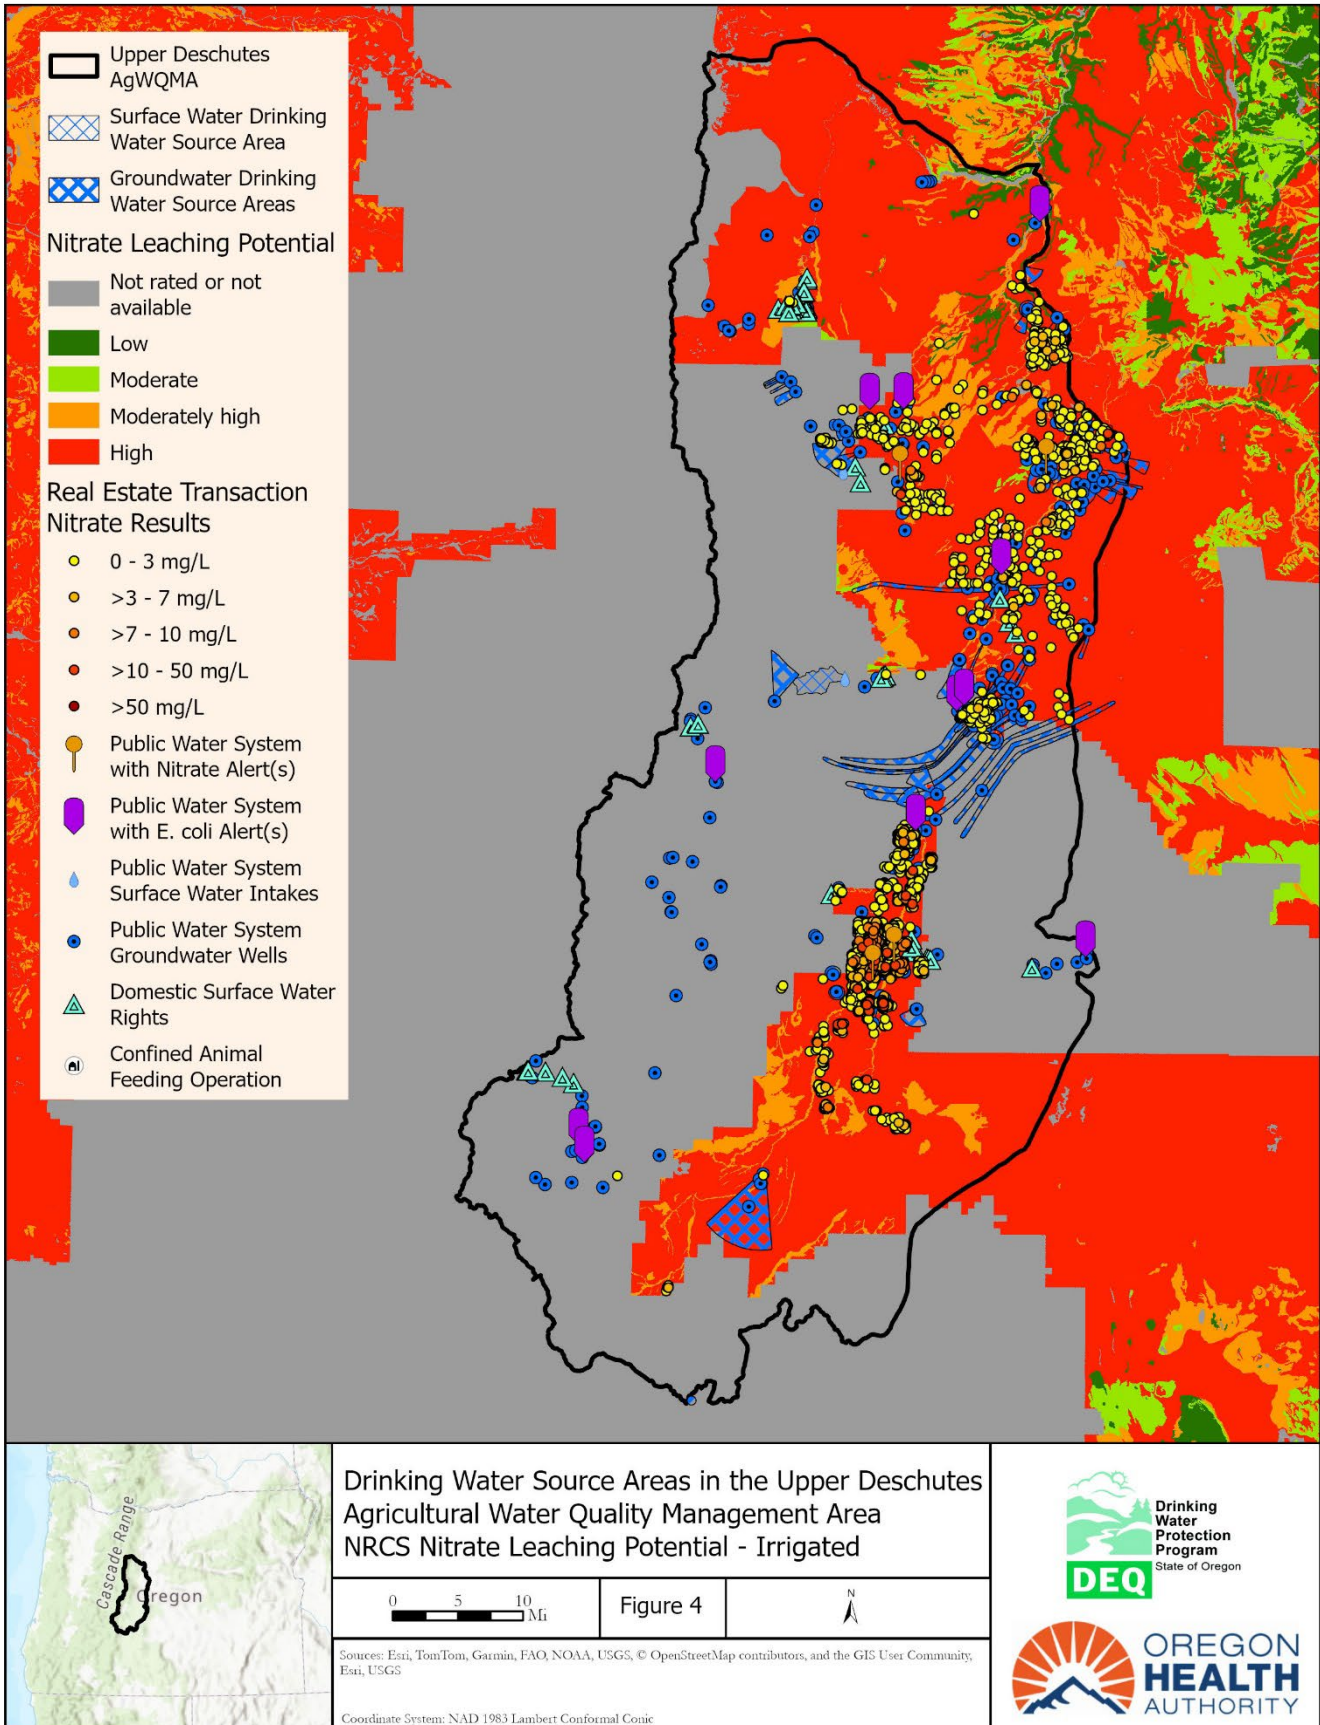 Upper Deschutes
AgWQMA
Surface Water Drinking
Water Source Area
Groundwater Drinking
Water Source Areas
Nitrate Leaching Potential
Not rated or not
available
Low
Moderate
Moderately high
High
Real Estate Transaction
Nitrate Results
0 - 3 mg/L
>3 - 7 mg/L
>7 - 10 mg/L
>10 - 50 mg/L
>50 mg/L
Public Water System
with Nitrate Alert(s)
Public Water System
with E. coli Alert(s)
Public Water System
Surface Water Intakes
Public Water System
Groundwater Wells
Domestic Surface Water
Rights
Confined Animal
Feeding Operation
Cascade Range
Oregon
Drinking Water Source Areas in the Upper Deschutes
Agricultural Water Quality Management Area
NRCS Nitrate Leaching Potential - Irrigated
0 5 10
Mi
Figure 4
N
Sources: Esri, TomTom, Garmin, FAO, NOAA, USGS, © OpenStreetMap contributors, and the GIS User Community,
Esri, USGS
Coordinate System: NAD 1983 Lambert Conformal Conic
Drinking
Water
Protection
Program
State of Oregon
DEQ
OREGON
HEALTH
AUTHORITY